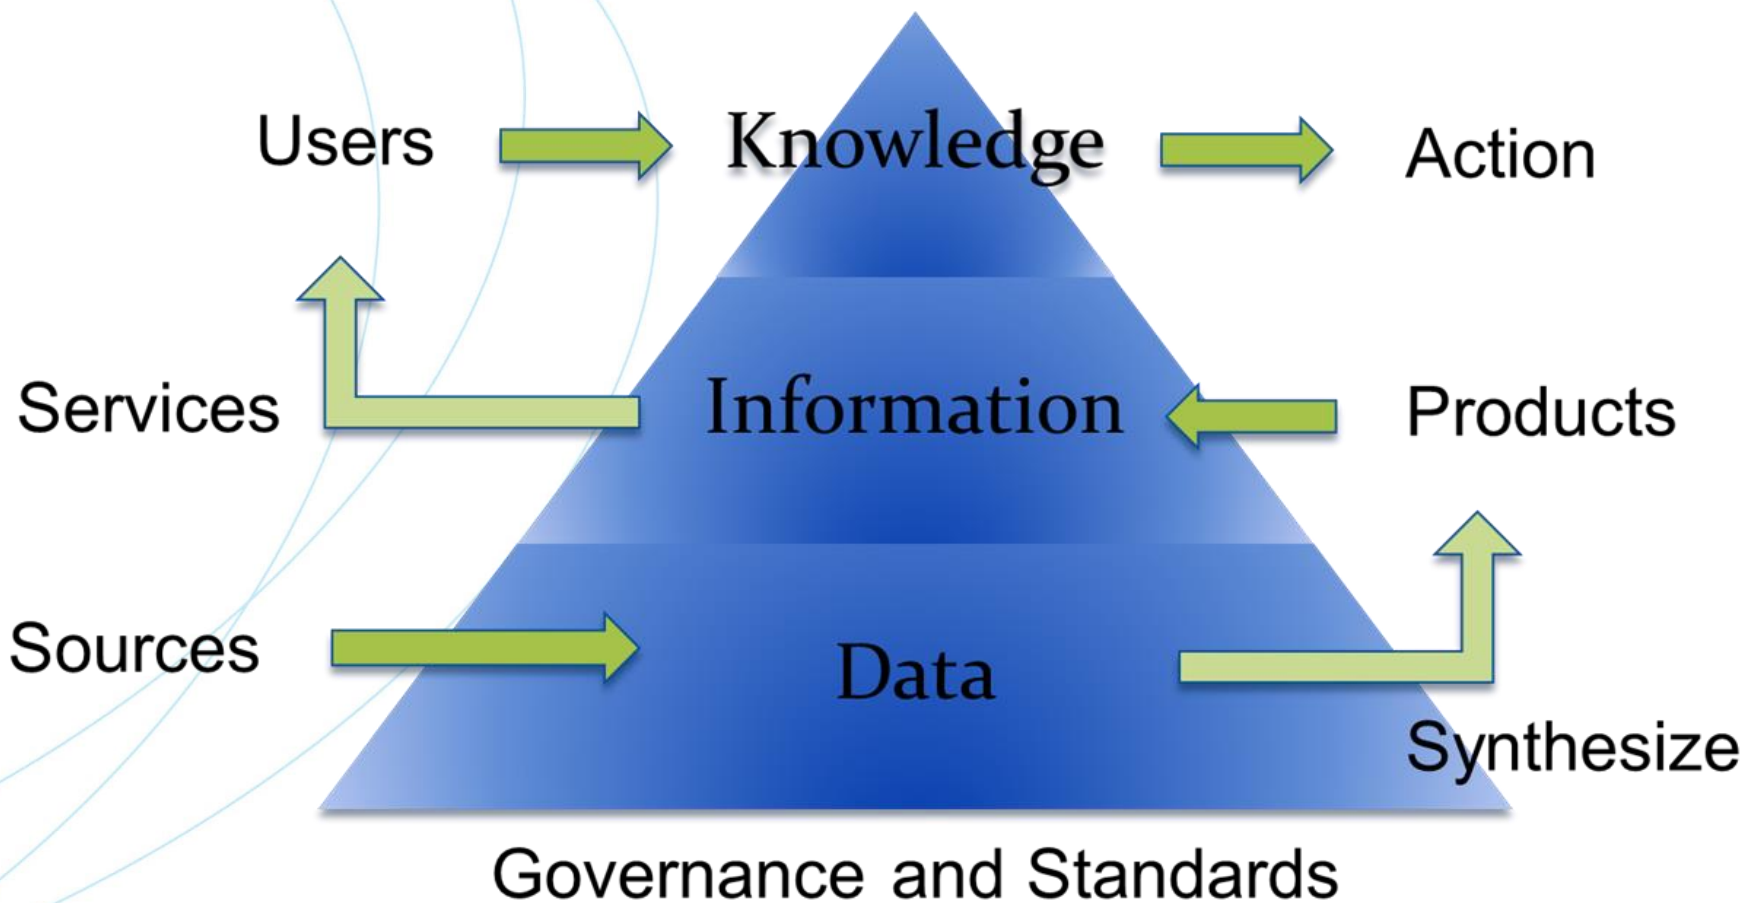 Users
Knowledge
Action
Services
Information
Products
Sources
Data
Synthesize
Governance and Standards